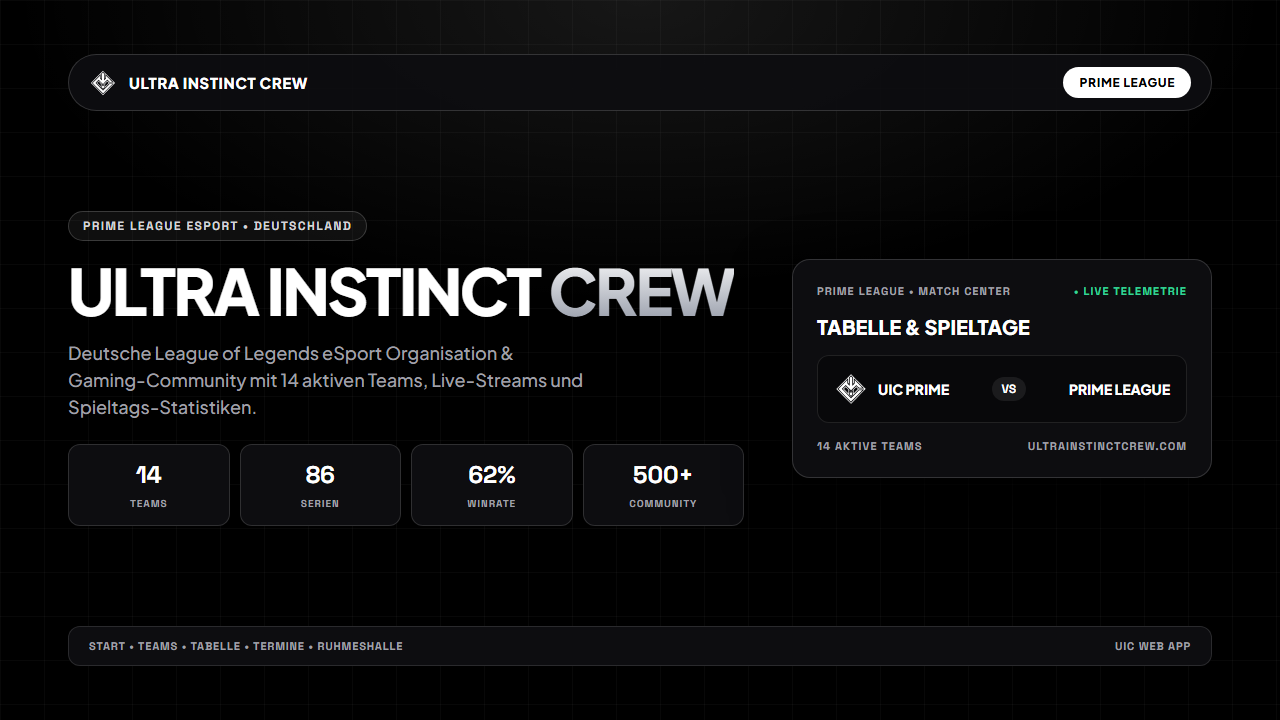 ULTRA INSTINCT CREW
PRIME LEAGUE
PRIME LEAGUE ESPORT • DEUTSCHLAND
ULTRA INSTINCT CREW
Deutsche League of Legends eSport Organisation &
Gaming-Community mit 14 aktiven Teams, Live-Streams und
Spieltags-Statistiken.
14
TEAMS
86
SERIEN
62%
WINRATE
500+
COMMUNITY
PRIME LEAGUE • MATCH CENTER
• LIVE TELEMETRIE
TABELLE & SPIELTAGE
UIC PRIME
VS
PRIME LEAGUE
14 AKTIVE TEAMS
ULTRAINSTINCTCREW.COM
START • TEAMS • TABELLE • TERMINE • RUHMESHALLE
UIC WEB APP